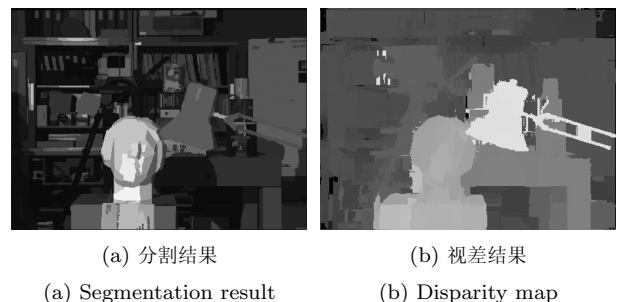 (a) 分割结果
(b) 视差结果
(a) Segmentation result
(b) Disparity map